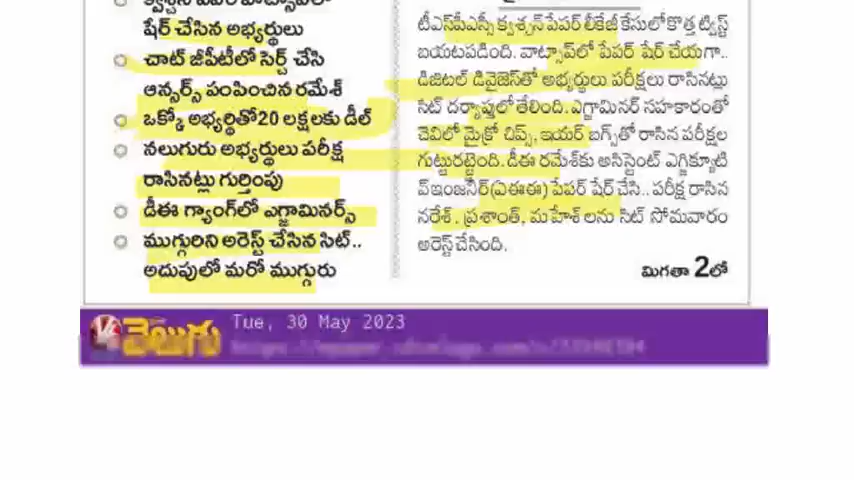 షేర్ చేసిన అభ్యర్థులు
చాట్ జీపీటీలో సెర్చ్ చేసి
ఆన్సర్స్ పంపించిన రమేశ్
ఒక్కో అభ్యర్థితో 20 లక్షలకు డీల్
నలుగురు అభ్యర్థులు పరీక్ష
రాసినట్లు గుర్తింపు
డీఈ గ్యాంగ్‌లో ఎగ్జామినర్స్
ముగ్గురిని అరెస్ట్ చేసిన సిట్..
అదుపులో మరో ముగ్గురు
టీఎస్‌పీఎస్సీ క్వశ్చన్ పేపర్ లీకేజీ కేసులో కొత్త ట్విస్ట్
బయటపడింది. వాట్సాప్‌లో పేపర్ షేర్ చేయగా..
డిజిటల్ డివైజెస్‌తో అభ్యర్థులు పరీక్షలు రాసినట్లు
సిట్ దర్యాప్తులో తేలింది. ఎగ్జామినర్ సహకారంతో
చెవిలో మైక్రో చిప్స్, ఇయర్ బగ్స్‌తో రాసిన పరీక్షల
గుట్టురట్టైంది. డీఈ రమేశ్‌కు అసిస్టెంట్ ఎగ్జిక్యూటి
వ్ ఇంజనీర్(ఏఈఈ) పేపర్ షేర్ చేసి.. పరీక్ష రాసిన
నరేశ్, ప్రశాంత్, మహేశ్ లను సిట్ సోమవారం
అరెస్ట్ చేసింది.
మిగతా 2లో
V6 వెలుగు
Tue, 30 May 2023